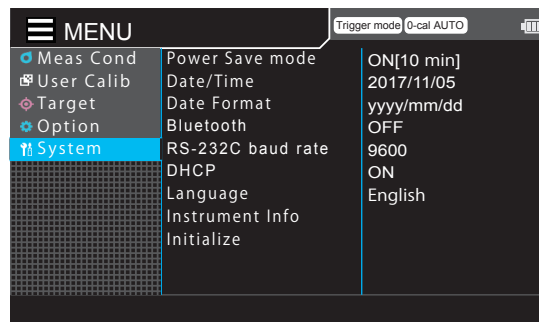 MENU Trigger mode 0-cal AUTO
Meas Cond
User Calib
Target
Option
System
Power Save mode ON[10 min]
Date/Time 2017/11/05
Date Format yyyy/mm/dd
Bluetooth OFF
RS-232C baud rate 9600
DHCP ON
Language English
Instrument Info
Initialize